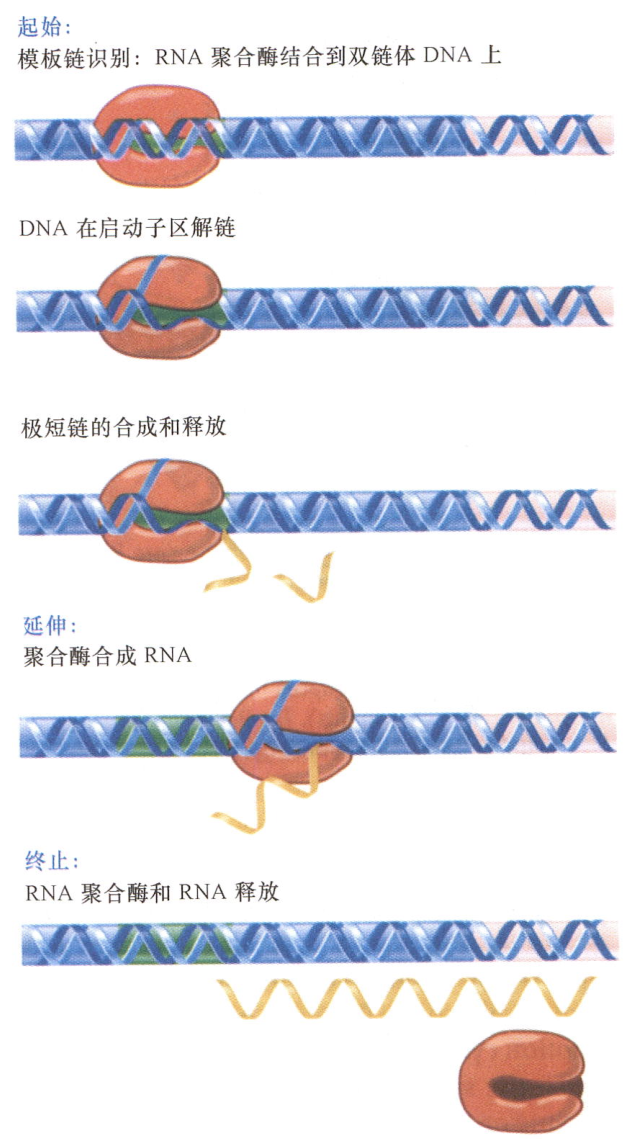 起始：
模板链识别：RNA 聚合酶结合到双链体 DNA 上
DNA 在启动子区解链
极短链的合成和释放
延伸：
聚合酶合成 RNA
终止：
RNA 聚合酶和 RNA 释放